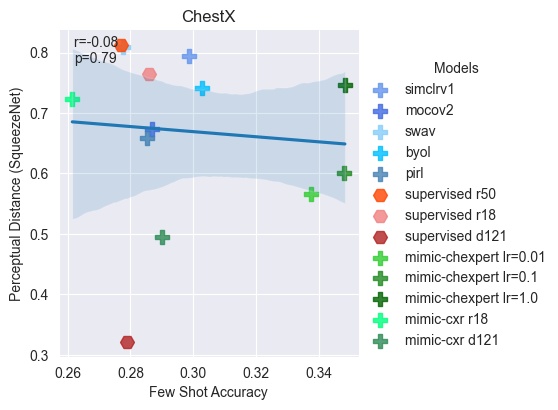 ChestX
r=-0.08
p=0.79
0.8
0.7
0.6
0.5
0.4
0.3
Perceptual Distance (SqueezeNet)
0.26
0.28
0.30
0.32
0.34
Few Shot Accuracy
Models
simclrv1
mocov2
swav
byol
pirl
supervised r50
supervised r18
supervised d121
mimic-chexpert lr=0.01
mimic-chexpert lr=0.1
mimic-chexpert lr=1.0
mimic-cxr r18
mimic-cxr d121